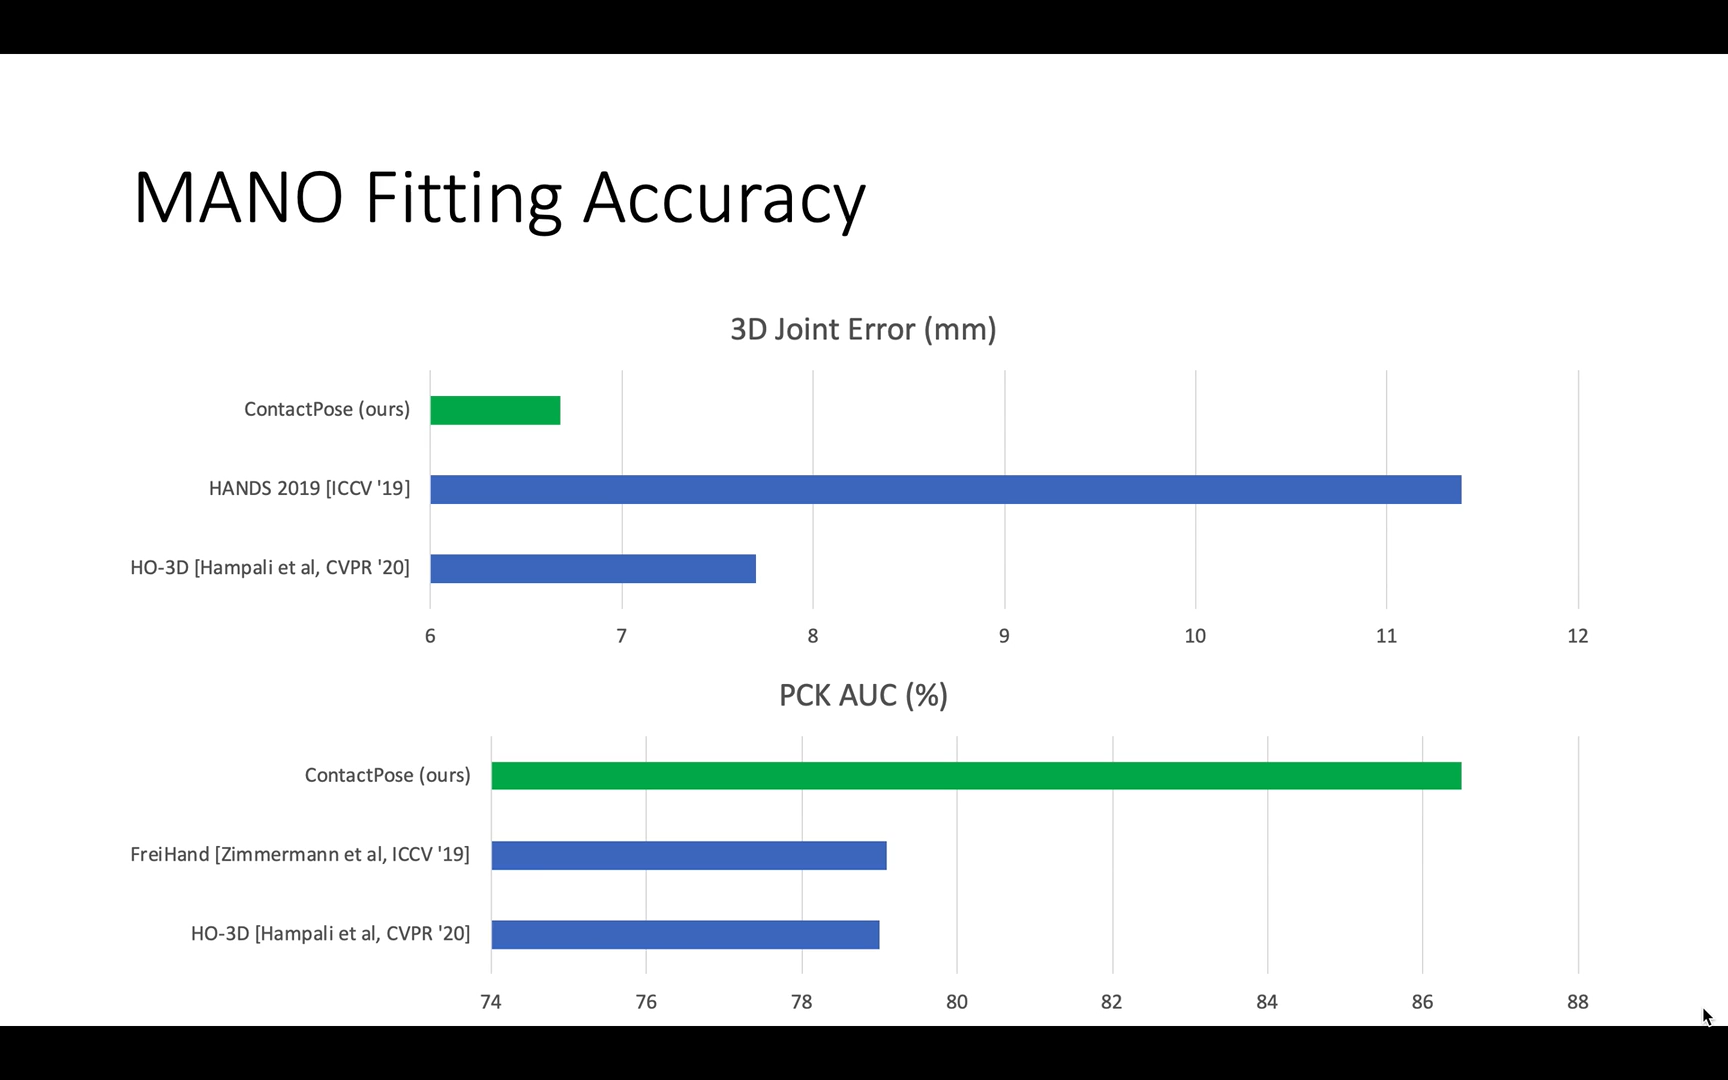 MANO Fitting Accuracy
3D Joint Error (mm)
ContactPose (ours)
HANDS 2019 [ICCV '19]
HO-3D [Hampali et al, CVPR '20]
6 7 8 9 10 11 12
PCK AUC (%)
ContactPose (ours)
FreiHand [Zimmermann et al, ICCV '19]
HO-3D [Hampali et al, CVPR '20]
74 76 78 80 82 84 86 88